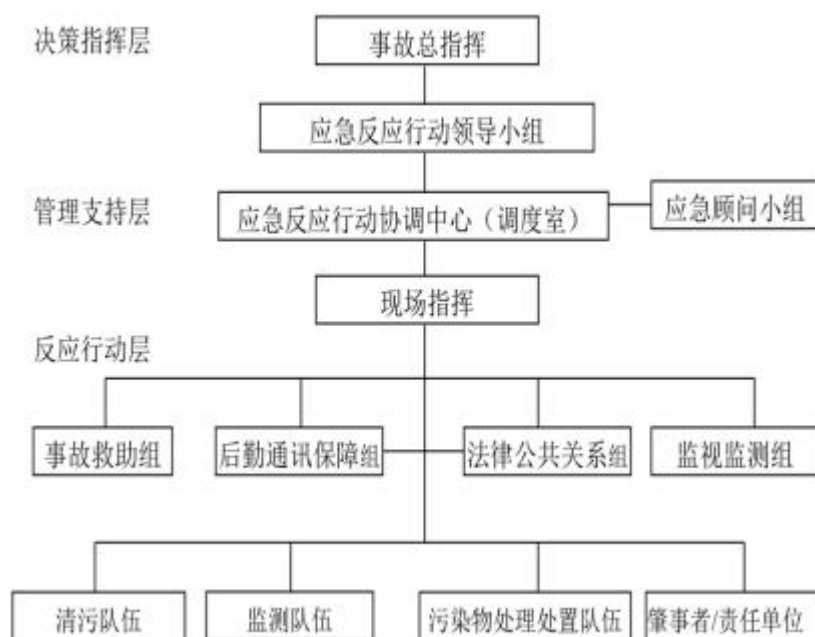 决策指挥层
事故总指挥
应急反应行动领导小组
管理支持层
应急反应行动协调中心（调度室）
应急顾问小组
现场指挥
反应行动层
事故救助组
后勤通讯保障组
法律公共关系组
监视监测组
清污队伍
监测队伍
污染物处理处置队伍
肇事者/责任单位